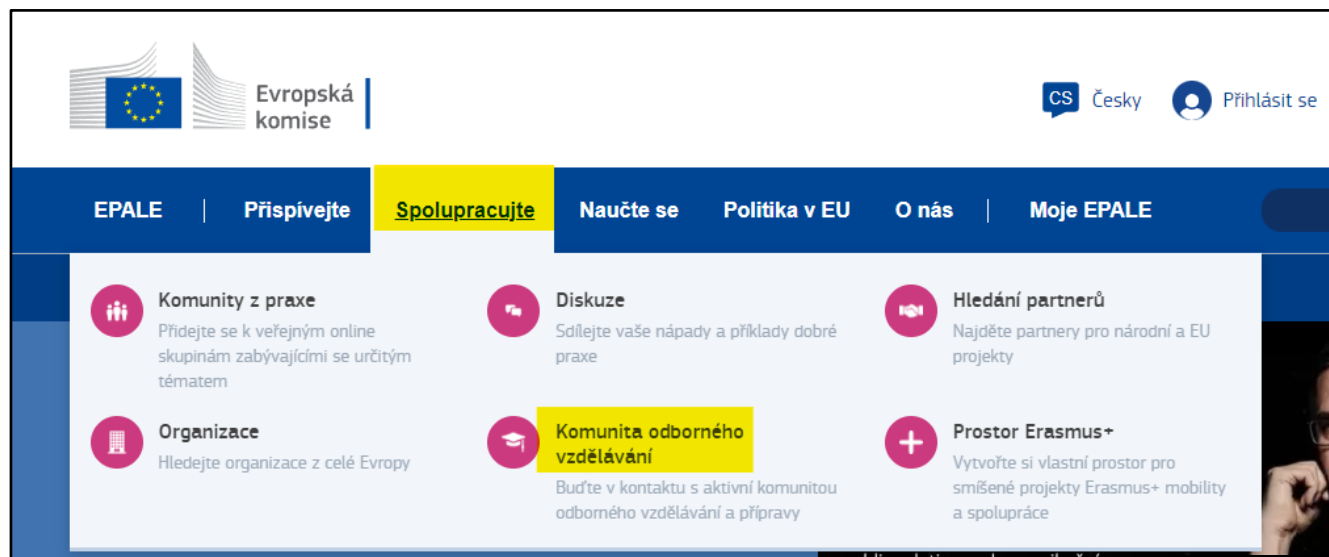 Evropská
komise
CS Česky Přihlásit se
EPALE Přispívejte Spolupracujte Naučte se Politika v EU O nás Moje EPALE
Komunity z praxe
Přidejte se k veřejným online
skupinám zabývajícími se určitým
tématem
Diskuze
Sdílejte vaše nápady a příklady dobré
praxe
Hledání partnerů
Najděte partnery pro národní a EU
projekty
Organizace
Hledejte organizace z celé Evropy
Komunita odborného
vzdělávání
Buďte v kontaktu s aktivní komunitou
odborného vzdělávání a přípravy
Prostor Erasmus+
Vytvořte si vlastní prostor pro
smíšené projekty Erasmus+ mobility
a spolupráce